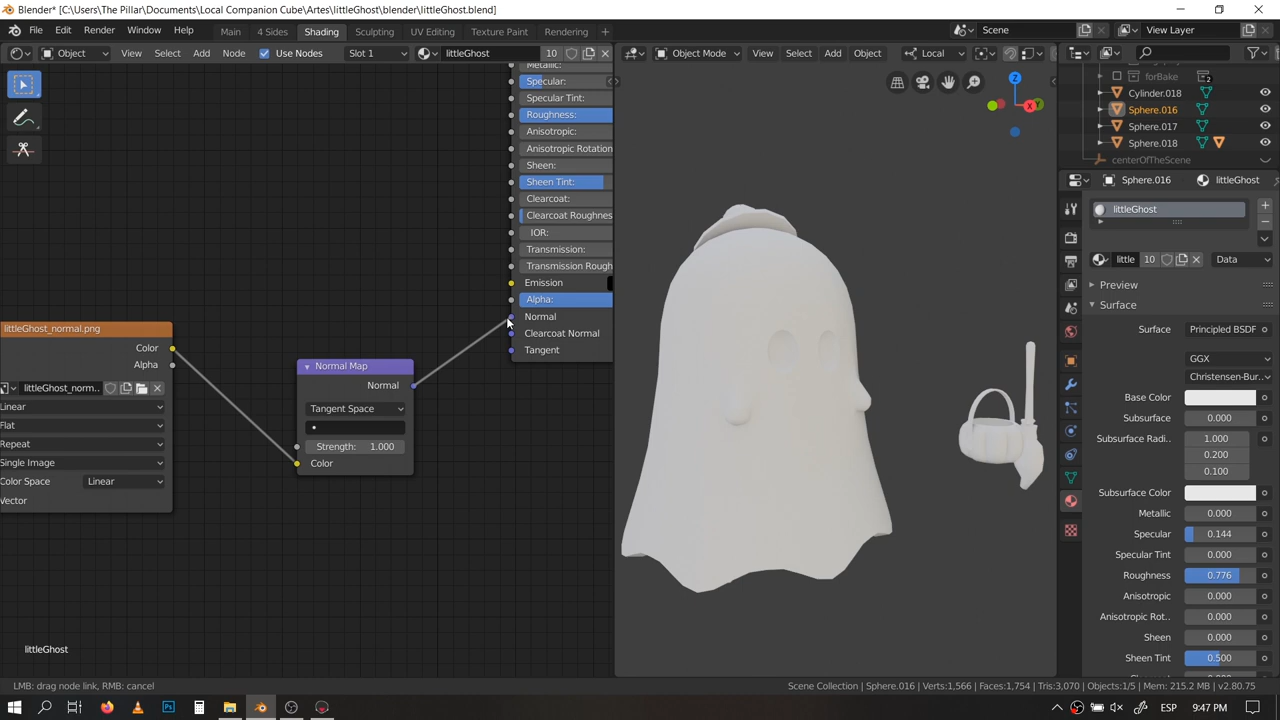 Blender* [C:\Users\The Pillar\Documents\Local Companion Cube\Artes\littleGhost\blender\littleGhost.blend]
File Edit Render Window Help Main 4 Sides Shading Sculpting UV Editing Texture Paint Rendering + Scene View Layer
Object View Select Add Node Use Nodes Slot 1 littleGhost 10 Object Mode View Select Add Object Local
Metallic:
Specular:
Specular Tint:
Roughness:
Anisotropic:
Anisotropic Rotation
Sheen:
Sheen Tint:
Clearcoat:
Clearcoat Roughness
IOR:
Transmission:
Transmission Rough
Emission
Alpha:
Normal
Clearcoat Normal
Tangent
littleGhost_normal.png
Color
Alpha
littleGhost_norm..
Linear
Flat
Repeat
Single Image
Color Space Linear
Vector
Normal Map
Normal
Tangent Space
Strength: 1.000
Color
littleGhost
Z
X
Y
forBake 2
Cylinder.018
Sphere.016
Sphere.017
Sphere.018
centerOfTheScene
Sphere.016 littleGhost
littleGhost
little 10 Data
Preview
Surface
Surface Principled BSDF
GGX
Christensen-Bur..
Base Color
Subsurface 0.000
Subsurface Radi.. 1.000
0.200
0.100
Subsurface Color
Metallic 0.000
Specular 0.144
Specular Tint 0.000
Roughness 0.776
Anisotropic 0.000
Anisotropic Rot.. 0.000
Sheen 0.000
Sheen Tint 0.500
LMB: drag node link, RMB: cancel
Scene Collection | Sphere.016 | Verts:1,566 | Faces:1,754 | Tris:3,070 | Objects:1/5 | Mem: 215.2 MB | v2.80.75
Ps ESP 9:47 PM